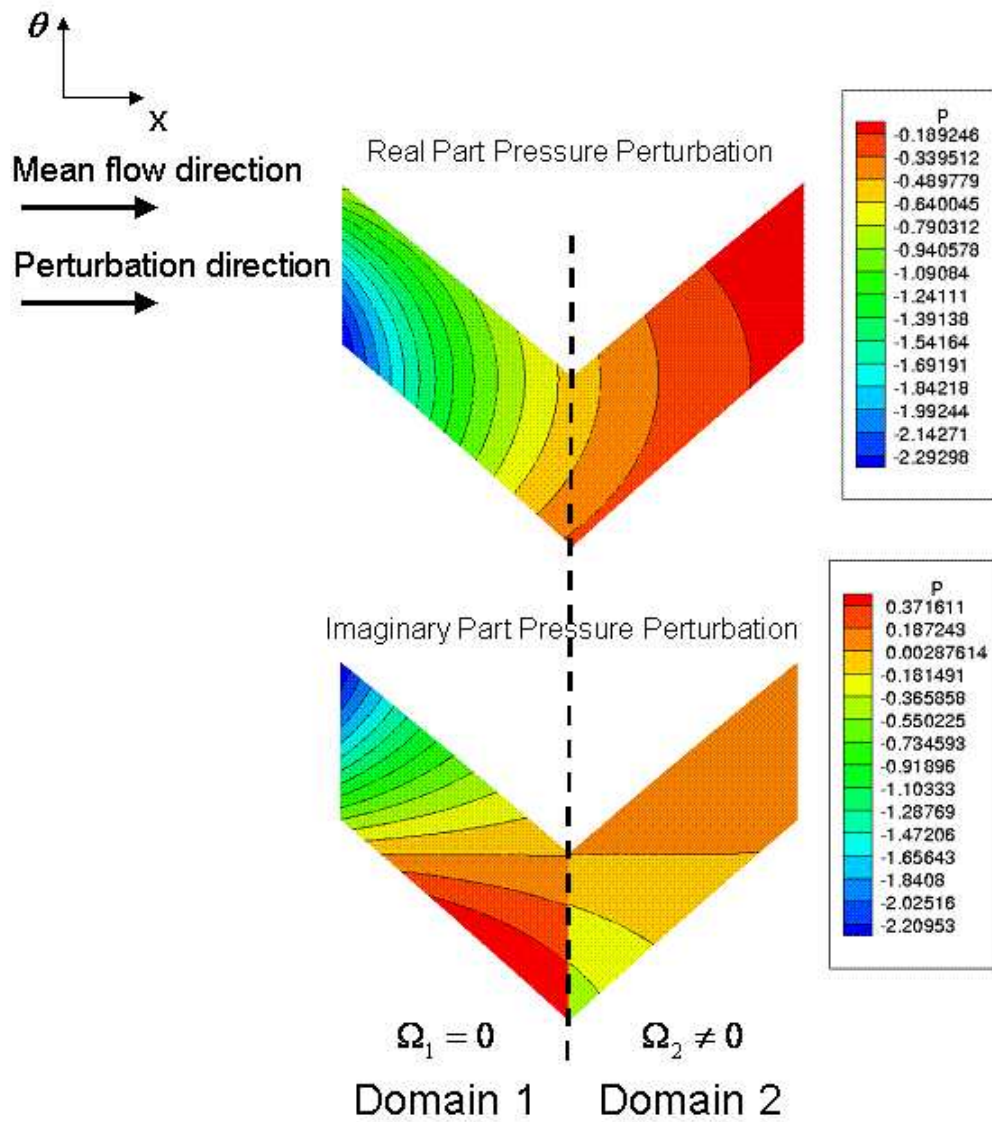 θ
X
Mean flow direction
Perturbation direction
Real Part Pressure Perturbation
P
-0.189246
-0.339512
-0.489779
-0.640045
-0.790312
-0.940578
-1.09084
-1.24111
-1.39138
-1.54164
-1.69191
-1.84218
-1.99244
-2.14271
-2.29298
Imaginary Part Pressure Perturbation
P
0.371611
0.187243
0.00287614
-0.181491
-0.365858
-0.550225
-0.734593
-0.91896
-1.10333
-1.28769
-1.47206
-1.65643
-1.8408
-2.02516
-2.20953
Ω₁ = 0
Ω₂ ≠ 0
Domain 1
Domain 2